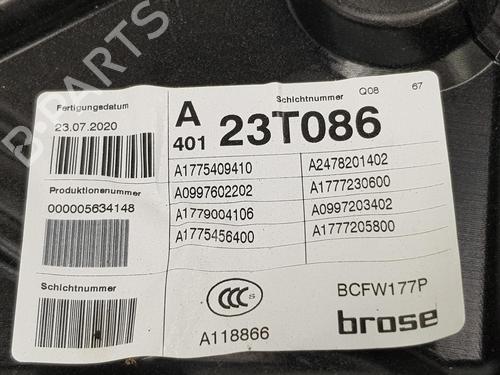 B-PARTS
Fertigungsdatum
23.07.2020
Produktionsnummer
000005634148
Schichtnummer
A
401
Schichtnummer Q08 67
23T086
A1775409410 A2478201402
A0997602202 A1777230600
A1779004106 A0997203402
A1775456400 A1777205800
CCC S
A118866
BCFW177P
brose